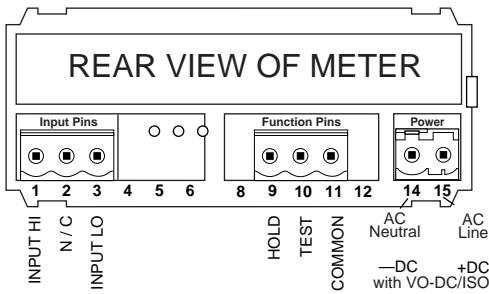 REAR VIEW OF METER
Input Pins
Function Pins
Power
1 2 3 4 5 6 8 9 10 11 12 14 15
INPUT HI
N / C
INPUT LO
HOLD
TEST
COMMON
AC
Neutral
AC
Line
—DC +DC
with VO-DC/ISO